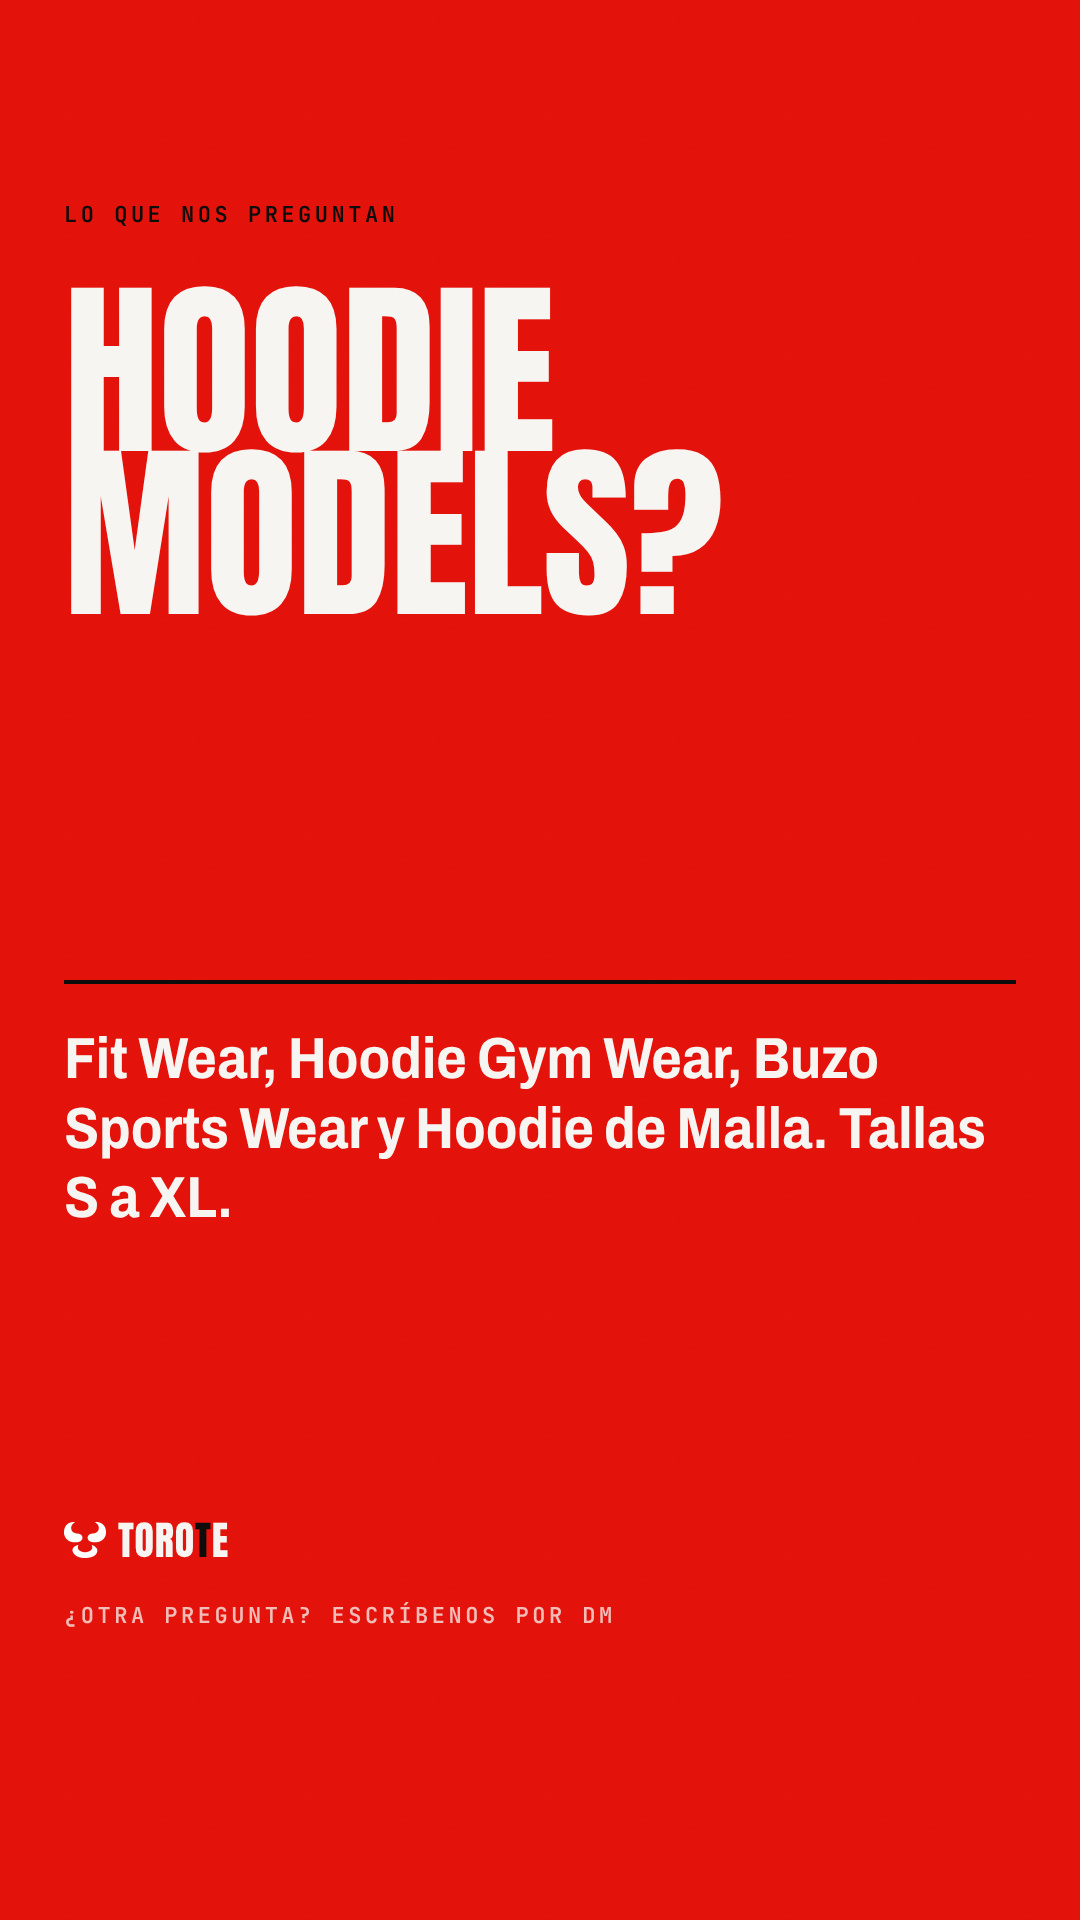 LO QUE NOS PREGUNTAN
HOODIE
MODELS?
Fit Wear, Hoodie Gym Wear, Buzo
Sports Wear y Hoodie de Malla. Tallas
S a XL.
TOROTE
¿OTRA PREGUNTA? ESCRÍBENOS POR DM